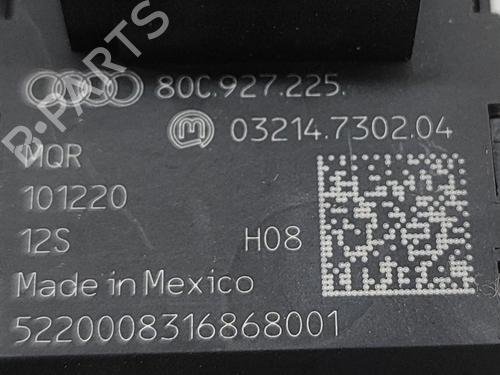 80C.927.225.
03214.7302.04
MQR
101220
12S H08
Made in Mexico
5220008316868001
B-PARTS